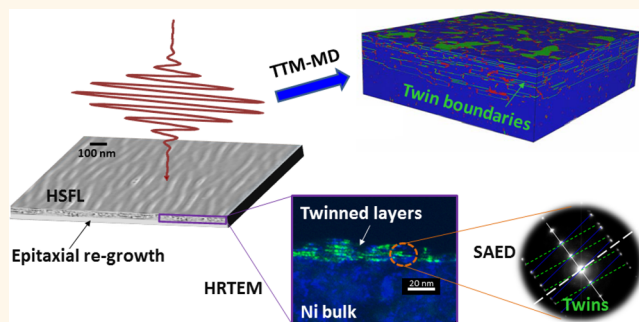 TTM-MD
Twin boundaries
100 nm
HSFL
Epitaxial re-growth
HRTEM
Twinned layers
20 nm
Ni bulk
SAED
Twins